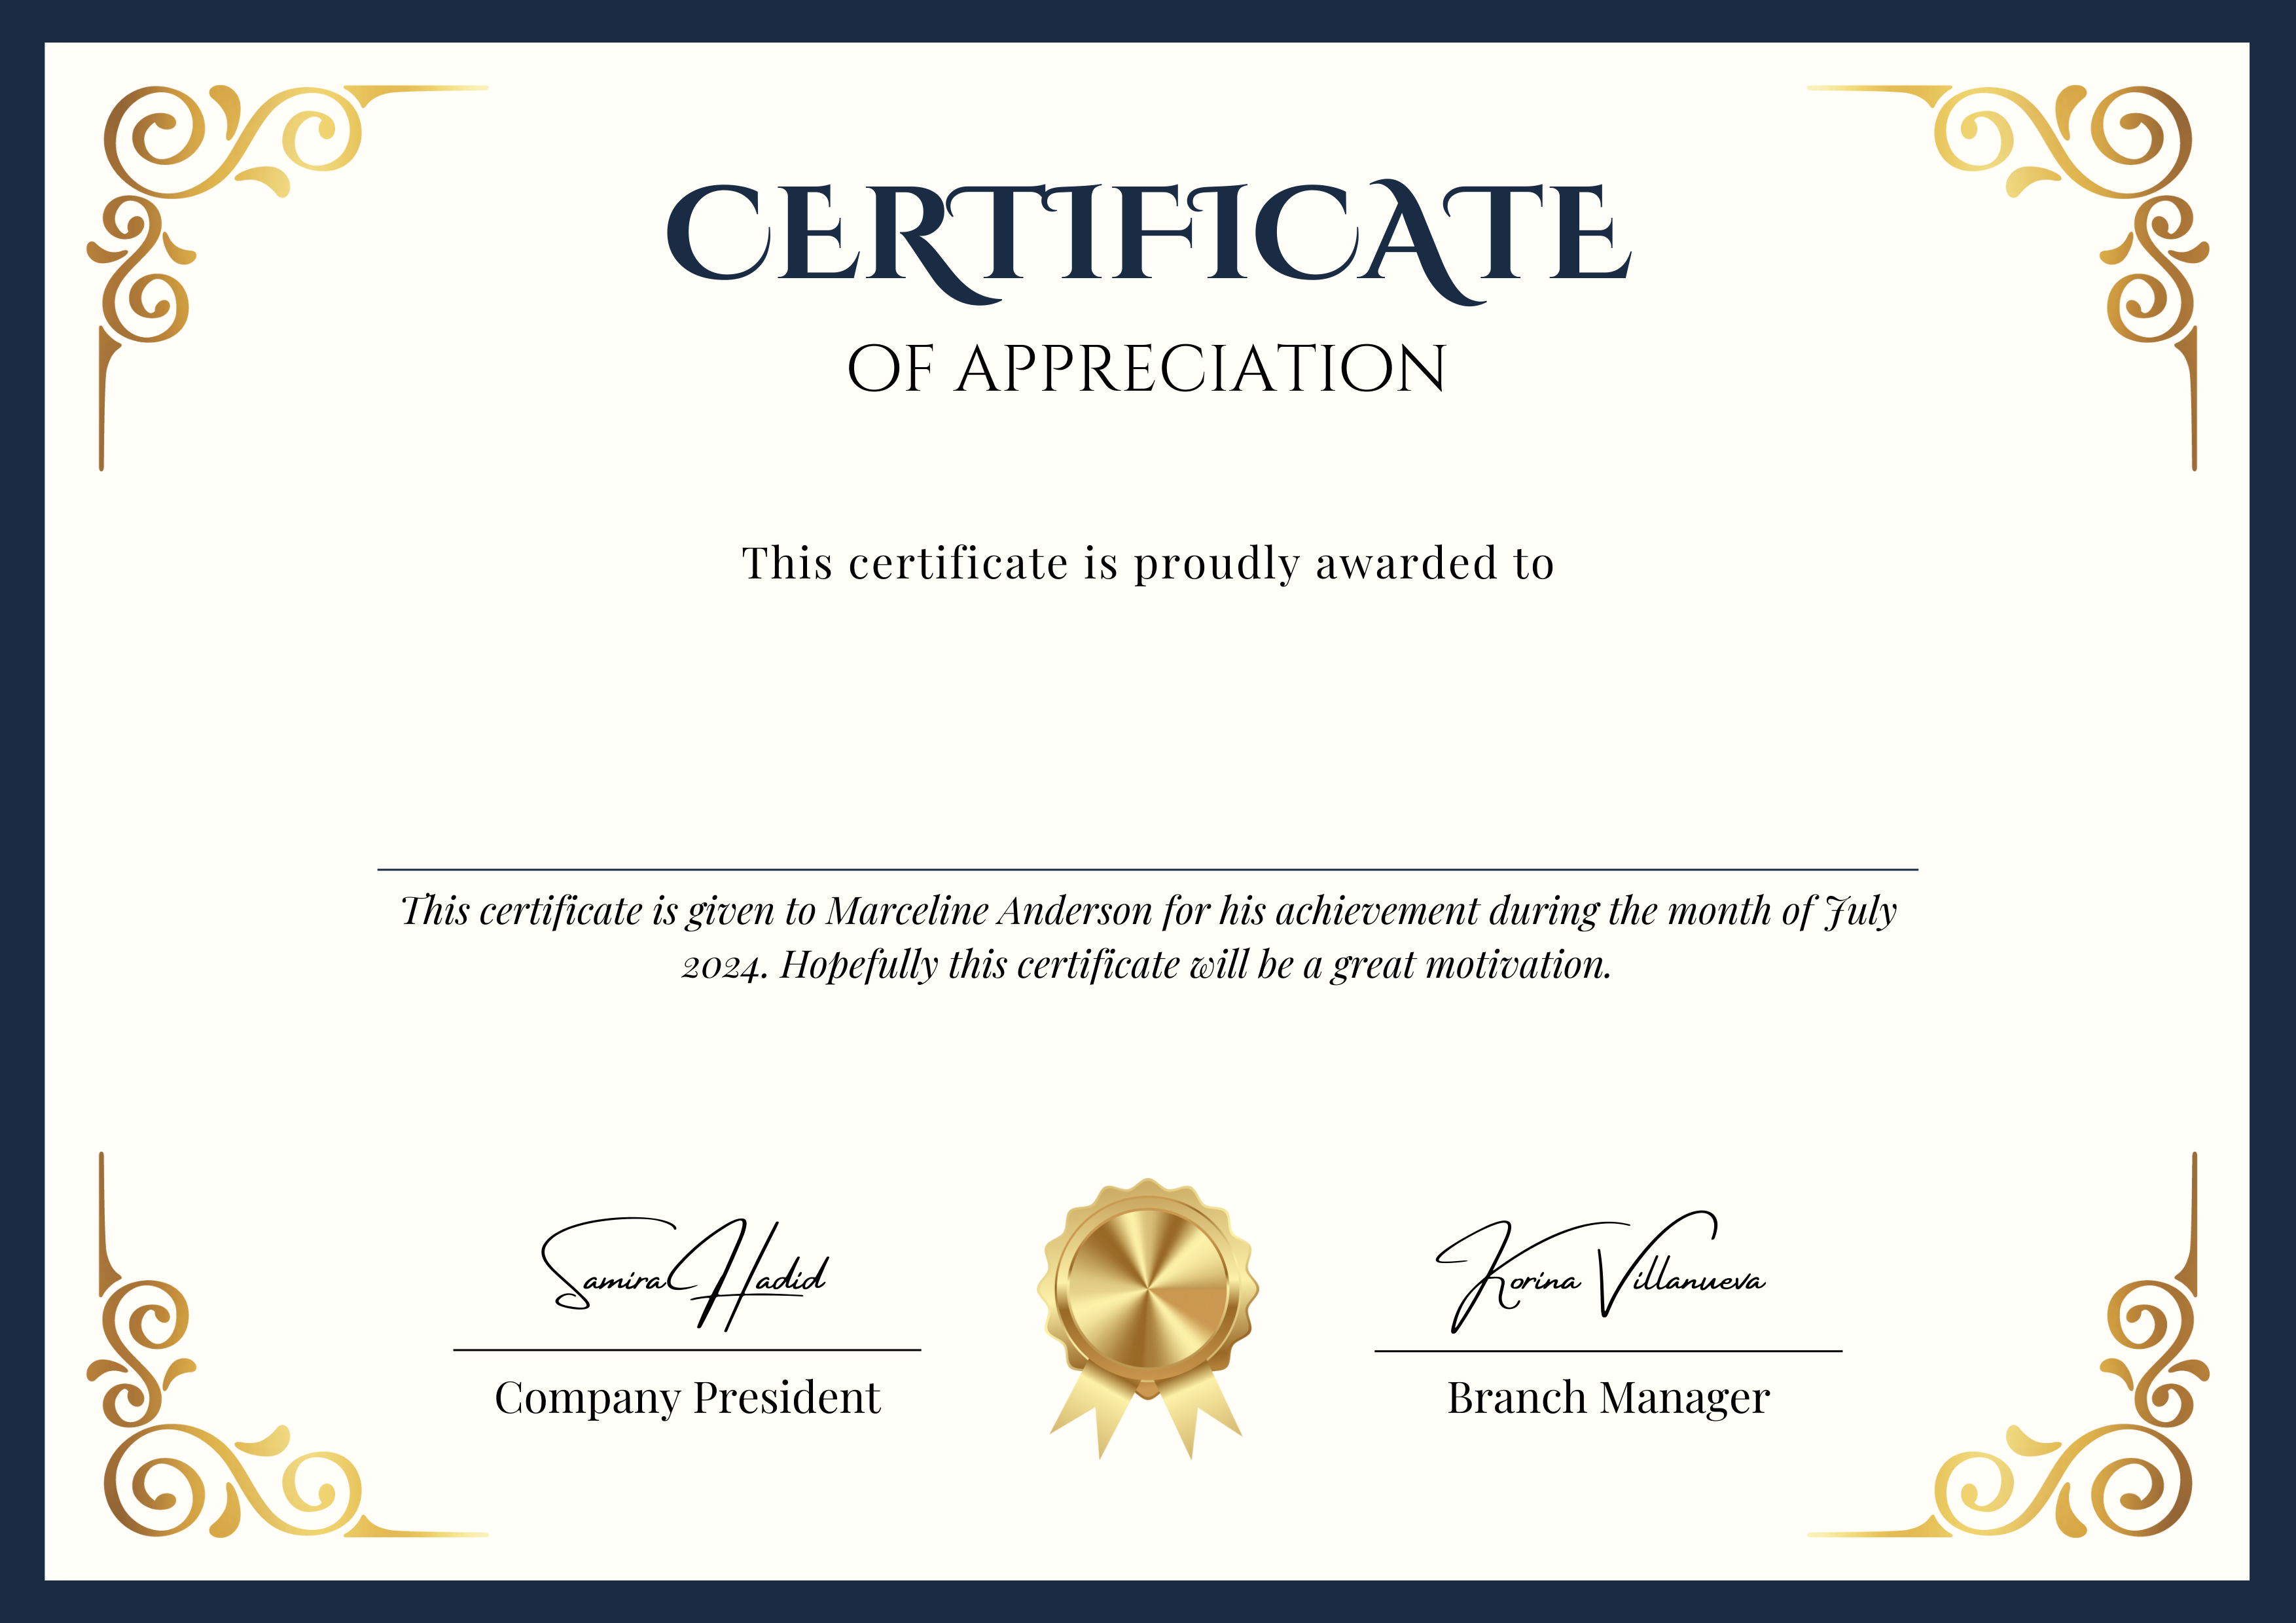 CERTIFICATE
OF APPRECIATION
This certificate is proudly awarded to
This certificate is given to Marceline Anderson for his achievement during the month of July
2024. Hopefully this certificate will be a great motivation.
Samira Hadid
Korina Villanueva
Company President
Branch Manager